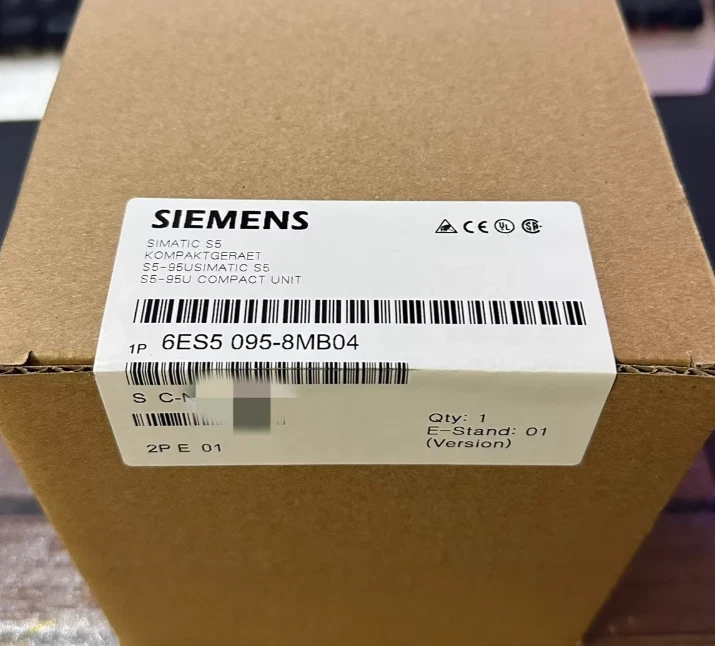 SIEMENS
SIMATIC S5
KOMPAKTGERAET
S5-95USIMATIC S5
S5-95U COMPACT UNIT
1P 6ES5 095-8MB04
S C-
Qty: 1
E-Stand: 01
2P E 01
(Version)